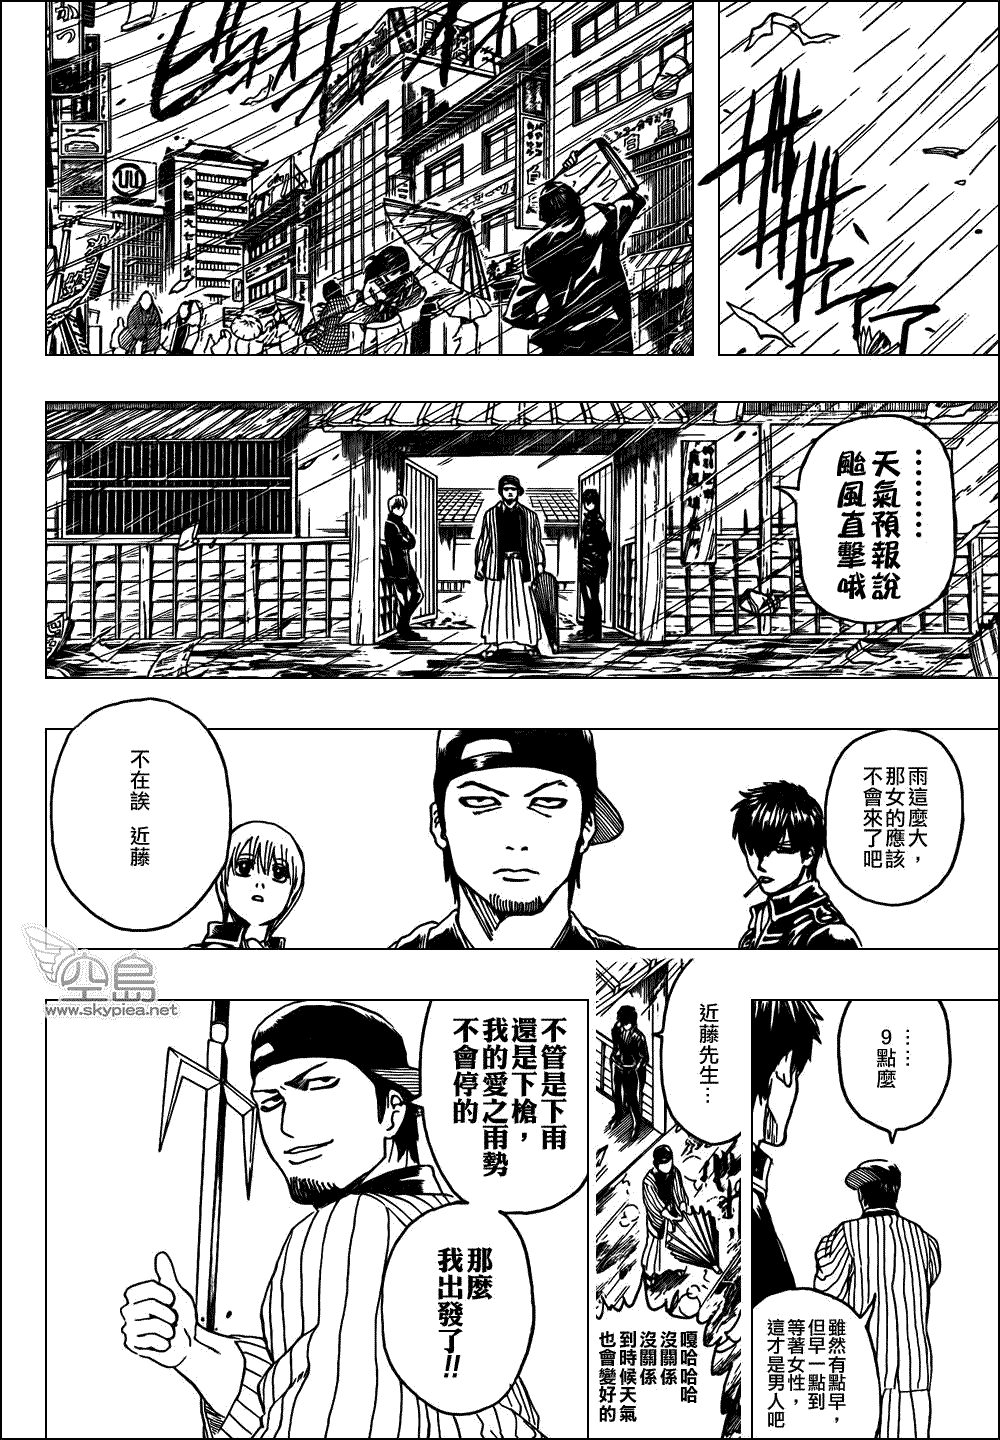 ………
天氣預報說
颱風直擊哦
雨這麼大，
那女的應該
不會來了吧
不在誒 近藤
……
9點麼
雖然有點早，
但早一點到
等著女性，
這才是男人吧
近藤先生…
嘎哈哈哈
沒關係
沒關係
到時候天氣
也會變好的
不管是下雨
還是下槍，
我的愛之雨勢
不會停的
那麼
我出發了!!
空島
www.skypiea.net